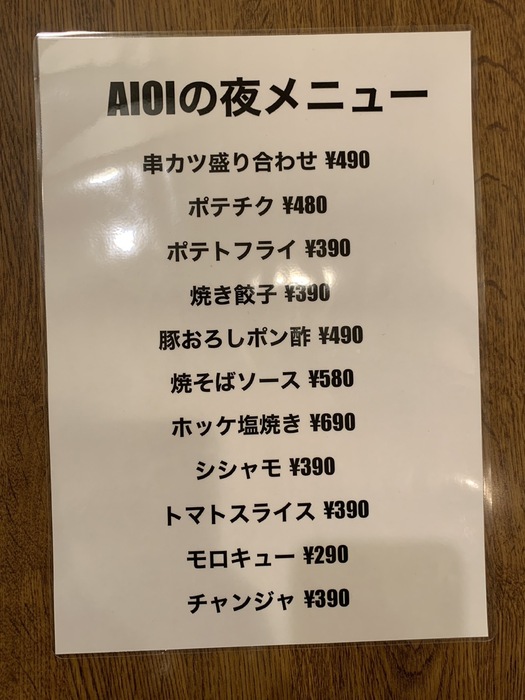 AIOIの夜メニュー
串カツ盛り合わせ ¥490
ポテチク ¥480
ポテトフライ ¥390
焼き餃子 ¥390
豚おろしポン酢 ¥490
焼そばソース ¥580
ホッケ塩焼き ¥690
シシャモ ¥390
トマトスライス ¥390
モロキュー ¥290
チャンジャ ¥390